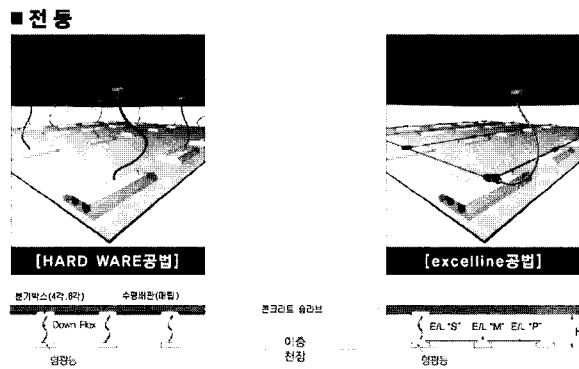 ■전등
[HARD WARE공법]
[excelline공법]
분기박스(4각,8각)
수평배관(매립)
Down Flex
형광등
콘크리트 슬라브
이중
천장
E/L "S" E/L "M" E/L "P"
H
형광등